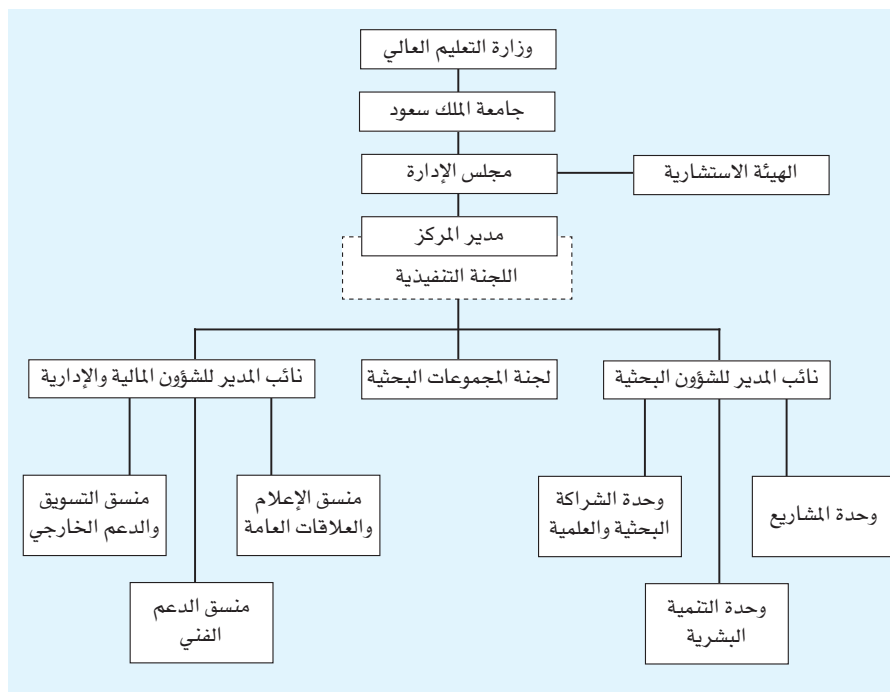 وزارة التعليم العالي
جامعة الملك سعود
مجلس الإدارة
الهيئة الاستشارية
مدير المركز
اللجنة التنفيذية
نائب المدير للشؤون البحثية
لجنة المجموعات البحثية
نائب المدير للشؤون المالية والإدارية
وحدة المشاريع
وحدة الشراكة
البحثية والعلمية
وحدة التنمية
البشرية
منسق الإعلام
والعلاقات العامة
منسق التسويق
والدعم الخارجي
منسق الدعم
الفني